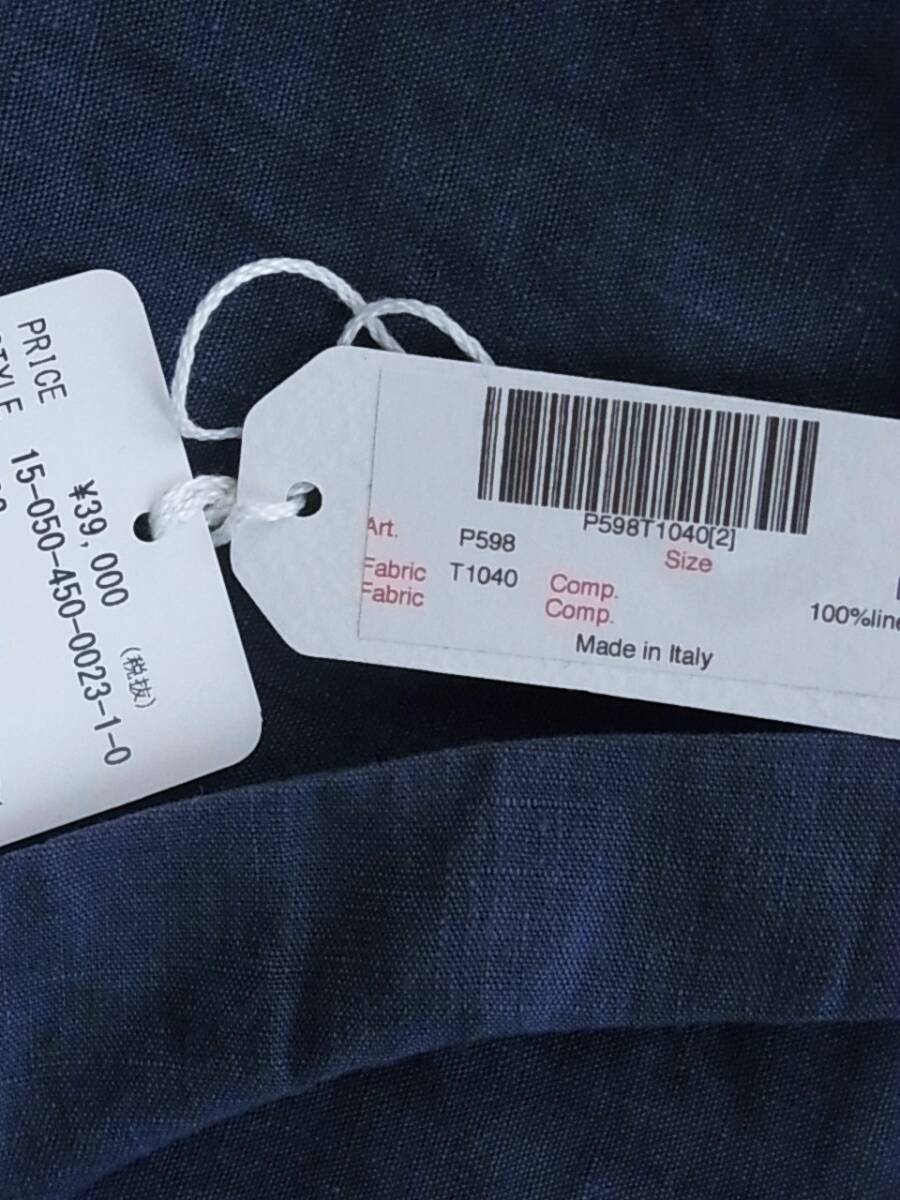 PRICE
¥39,000 (税抜)
STYLE 15-050-450-0023-1-0
P598T1040[2]
Art. P598 Size
Fabric T1040 Comp. 100%line
Fabric Comp.
Made in Italy